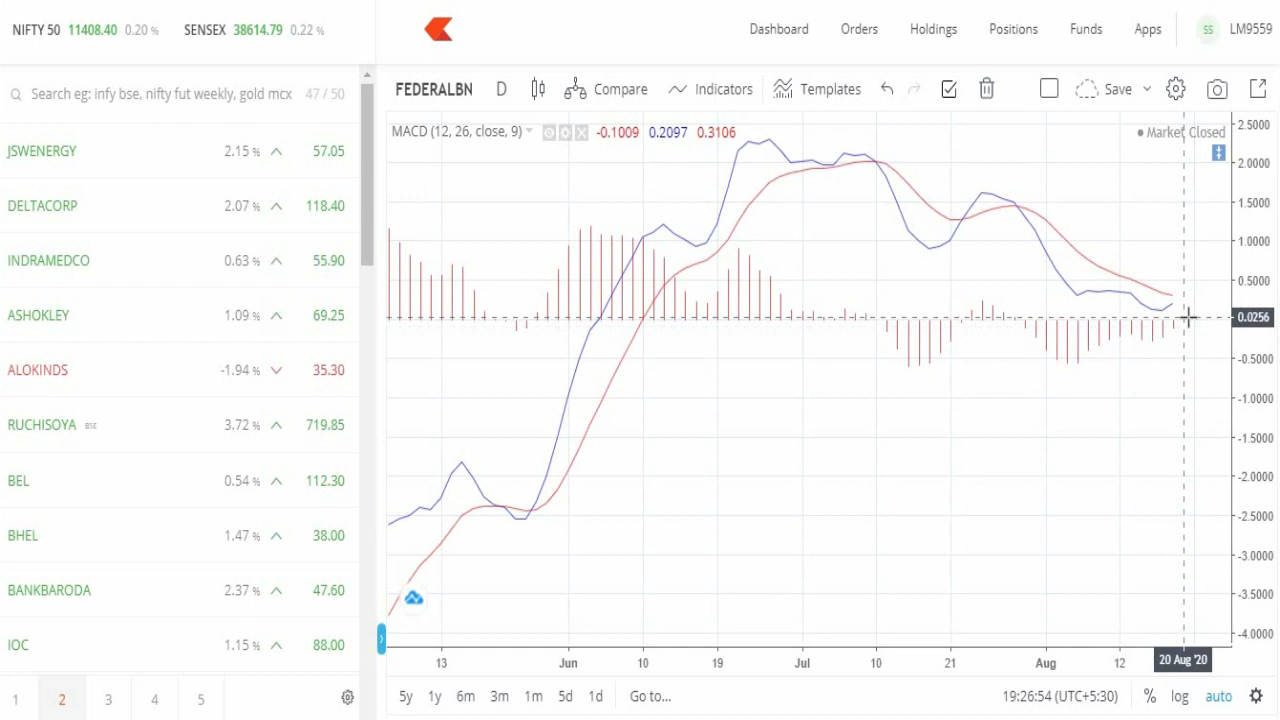 NIFTY 50 11408.40 0.20 % SENSEX 38614.79 0.22 %
Dashboard Orders Holdings Positions Funds Apps SS LM9559
Search eg: infy bse, nifty fut weekly, gold mcx 47 / 50
FEDERALBN D Compare Indicators Templates Save
MACD (12, 26, close, 9) -0.1009 0.2097 0.3106
Market Closed
JSWENERGY 2.15 % 57.05
DELTACORP 2.07 % 118.40
INDRAMEDCO 0.63 % 55.90
ASHOKLEY 1.09 % 69.25
ALOKINDS -1.94 % 35.30
RUCHISOYA BSE 3.72 % 719.85
BEL 0.54 % 112.30
BHEL 1.47 % 38.00
BANKBARODA 2.37 % 47.60
IOC 1.15 % 88.00
1 2 3 4 5
2.5000
2.0000
1.5000
1.0000
0.5000
0.0256
-0.5000
-1.0000
-1.5000
-2.0000
-2.5000
-3.0000
-3.5000
-4.0000
13 Jun 10 19 Jul 10 21 Aug 12 20 Aug '20
5y 1y 6m 3m 1m 5d 1d Go to... 19:26:54 (UTC+5:30) % log auto